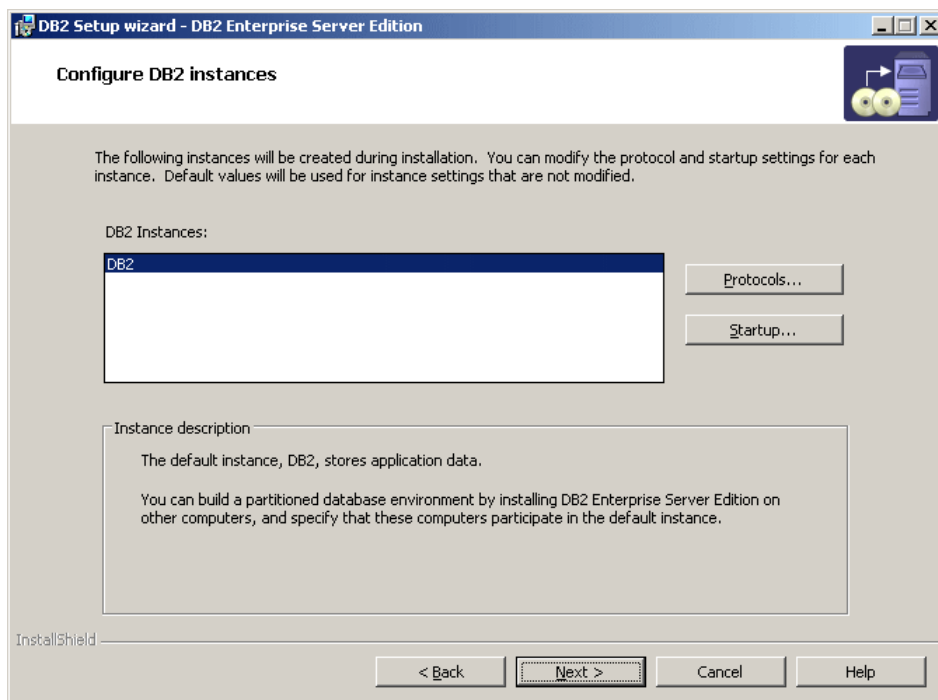 DB2 Setup wizard - DB2 Enterprise Server Edition
Configure DB2 instances
The following instances will be created during installation.  You can modify the protocol and startup settings for each
instance.  Default values will be used for instance settings that are not modified.
DB2 Instances:
DB2
Protocols...
Startup...
Instance description
The default instance, DB2, stores application data.
You can build a partitioned database environment by installing DB2 Enterprise Server Edition on
other computers, and specify that these computers participate in the default instance.
InstallShield
< Back
Next >
Cancel
Help